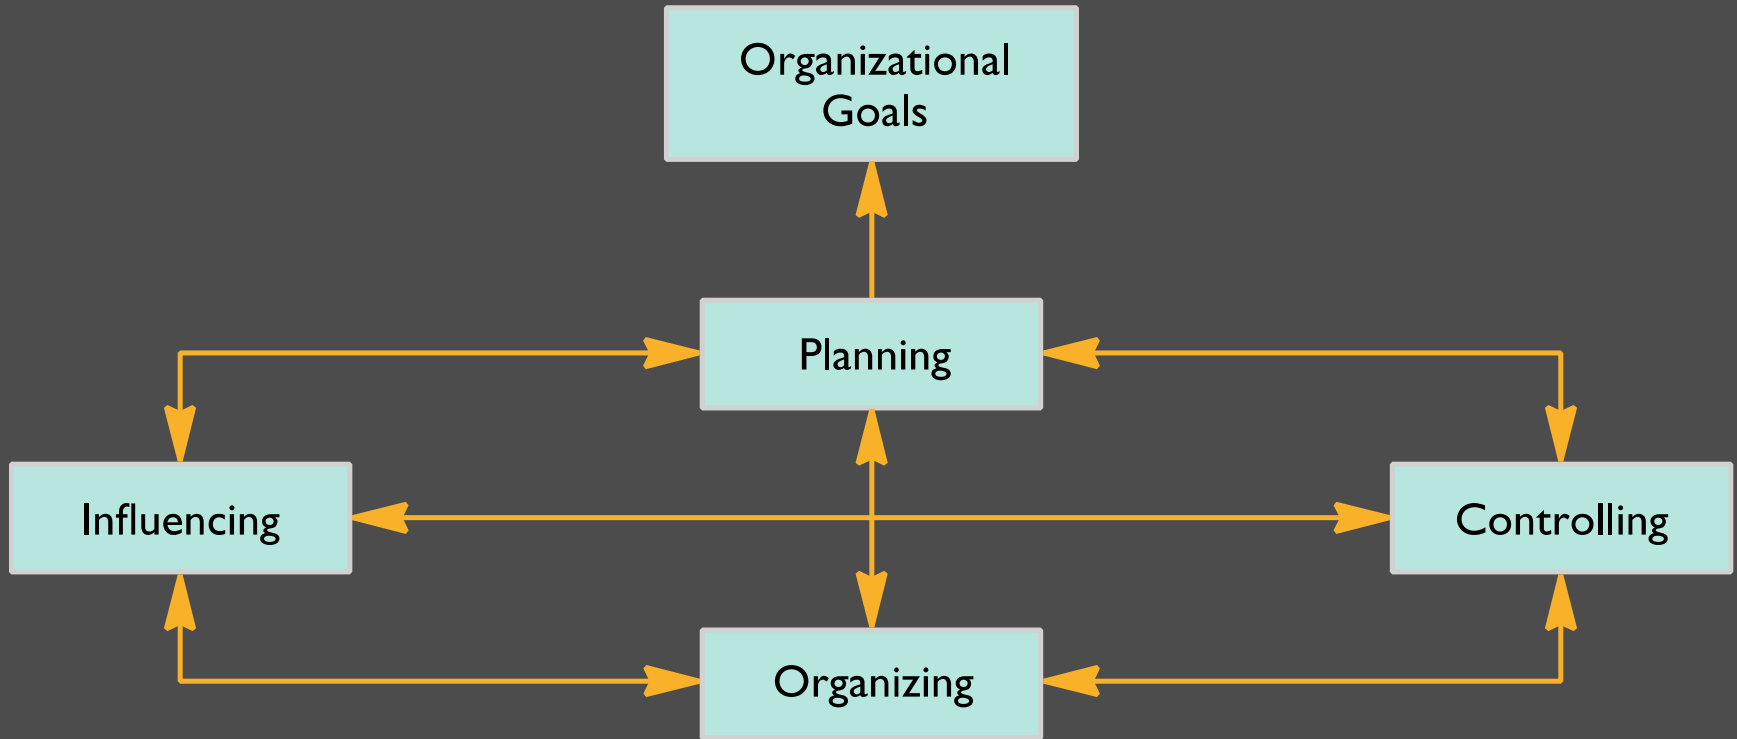 Organizational
Goals
Planning
Influencing
Controlling
Organizing